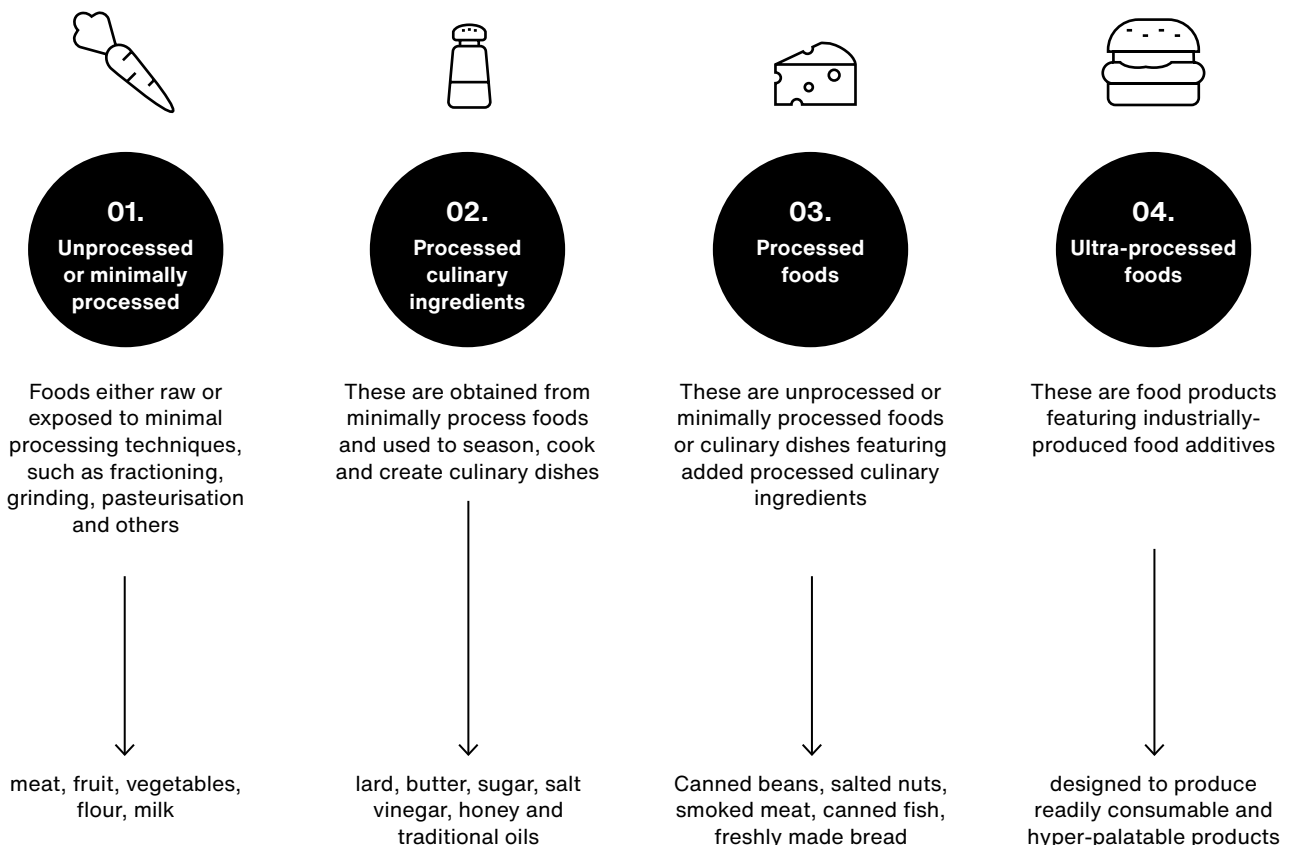 01.
Unprocessed
or minimally
processed
Foods either raw or
exposed to minimal
processing techniques,
such as fractioning,
grinding, pasteurisation
and others
meat, fruit, vegetables,
flour, milk
02.
Processed
culinary
ingredients
These are obtained from
minimally process foods
and used to season, cook
and create culinary dishes
lard, butter, sugar, salt
vinegar, honey and
traditional oils
03.
Processed
foods
These are unprocessed or
minimally processed foods
or culinary dishes featuring
added processed culinary
ingredients
Canned beans, salted nuts,
smoked meat, canned fish,
freshly made bread
04.
Ultra-processed
foods
These are food products
featuring industrially-
produced food additives
designed to produce
readily consumable and
hyper-palatable products